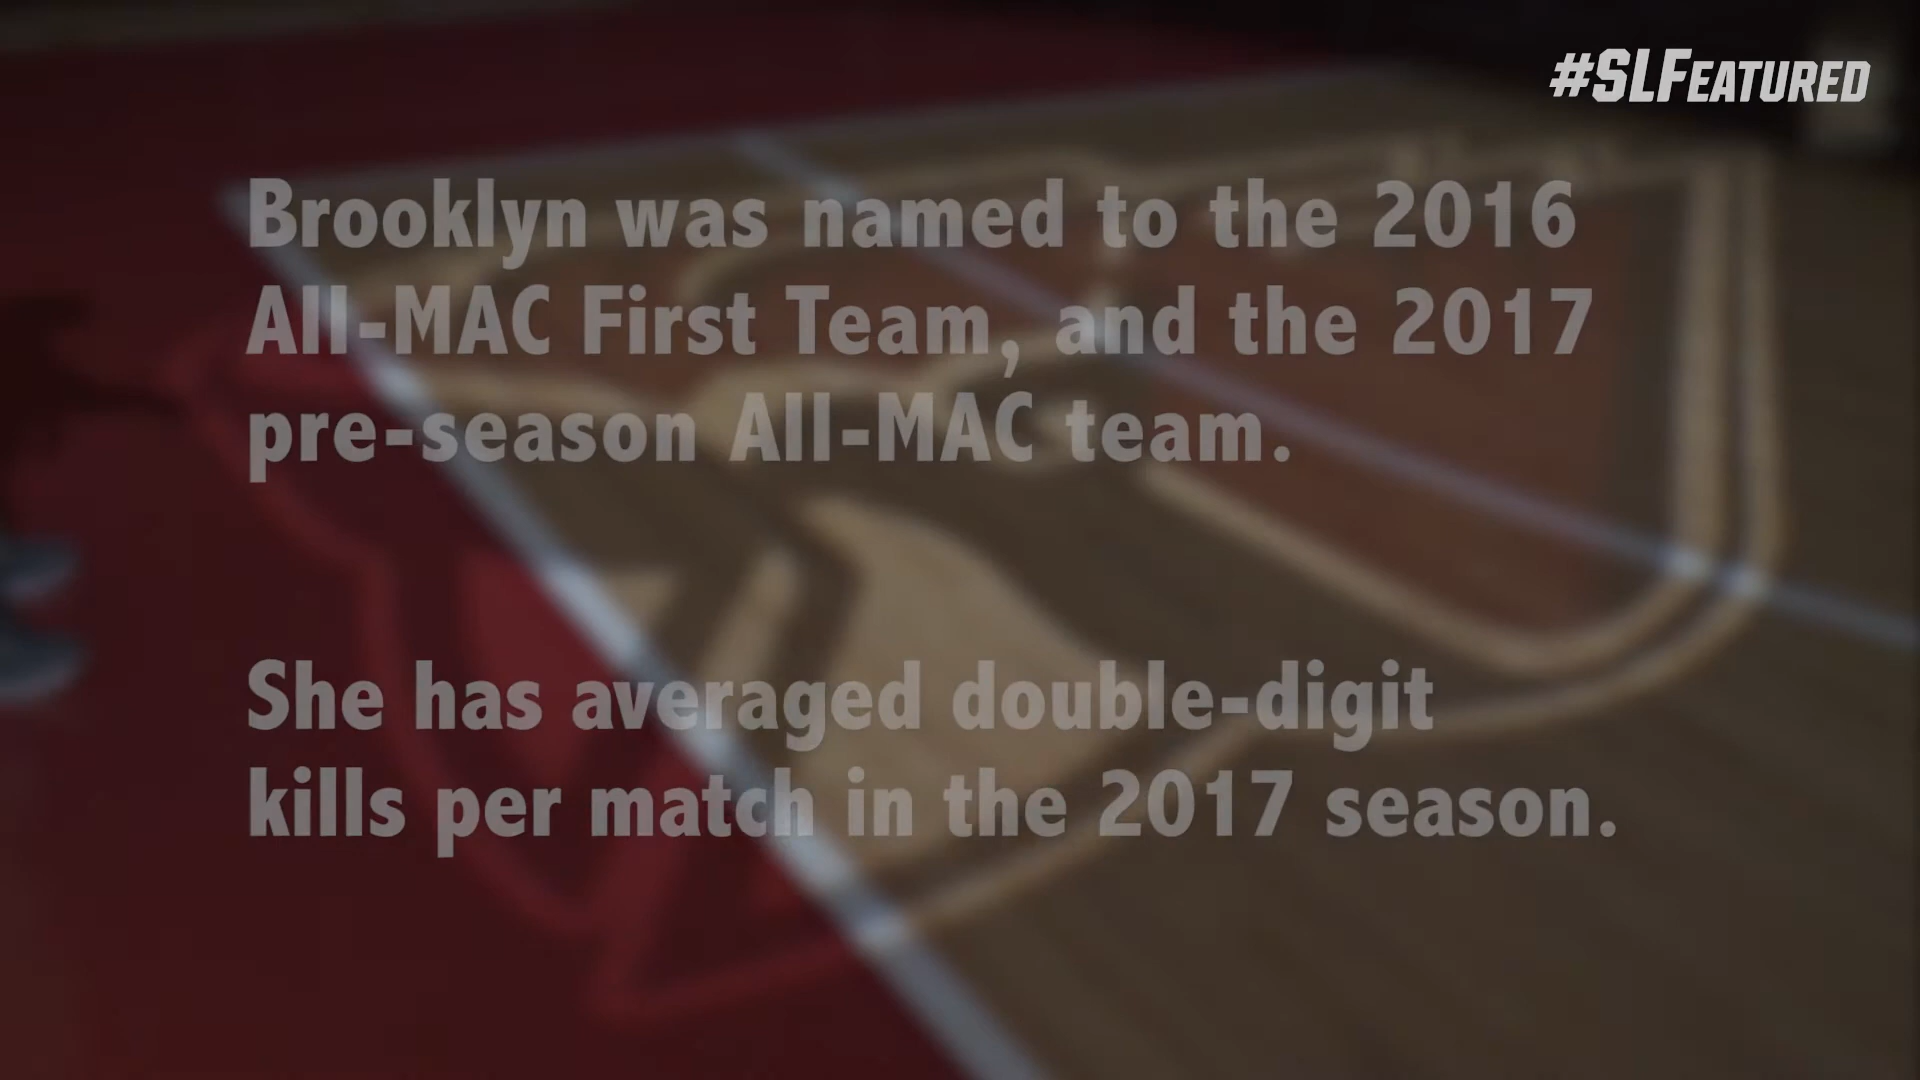 #SLFEATURED
Brooklyn was named to the 2016
All-MAC First Team, and the 2017
pre-season All-MAC team.
She has averaged double-digit
kills per match in the 2017 season.